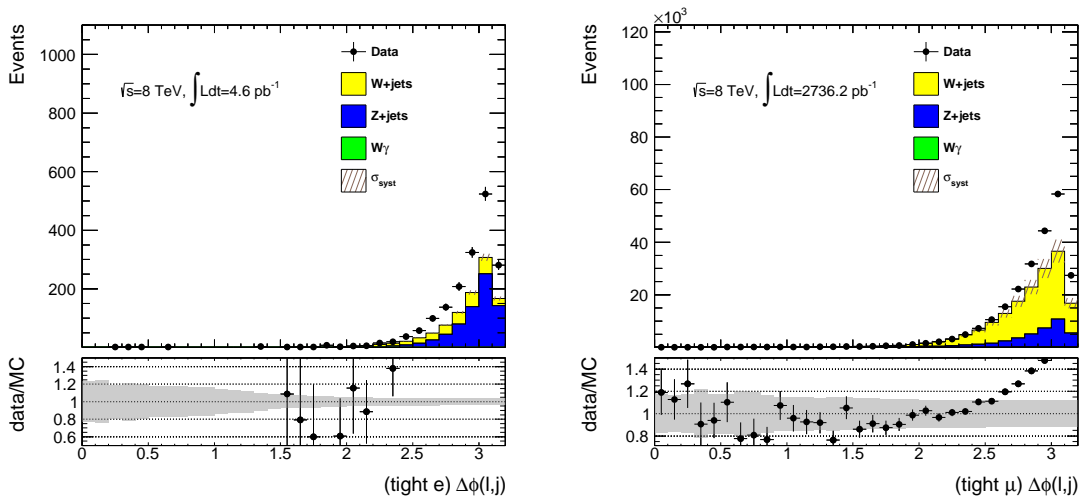 Events
1000
800
600
400
200
Data
√s=8 TeV, ∫Ldt=4.6 pb⁻¹
W+jets
Z+jets
Wγ
σsyst
data/MC
1.4
1.2
1.0
0.8
0.6
0 0.5 1 1.5 2 2.5 3
(tight e) Δϕ(l,j)
×10³
Events
120
100
80
60
40
20
Data
√s=8 TeV, ∫Ldt=2736.2 pb⁻¹
W+jets
Z+jets
Wγ
σsyst
data/MC
1.4
1.2
1.0
0.8
0 0.5 1 1.5 2 2.5 3
(tight μ) Δϕ(l,j)